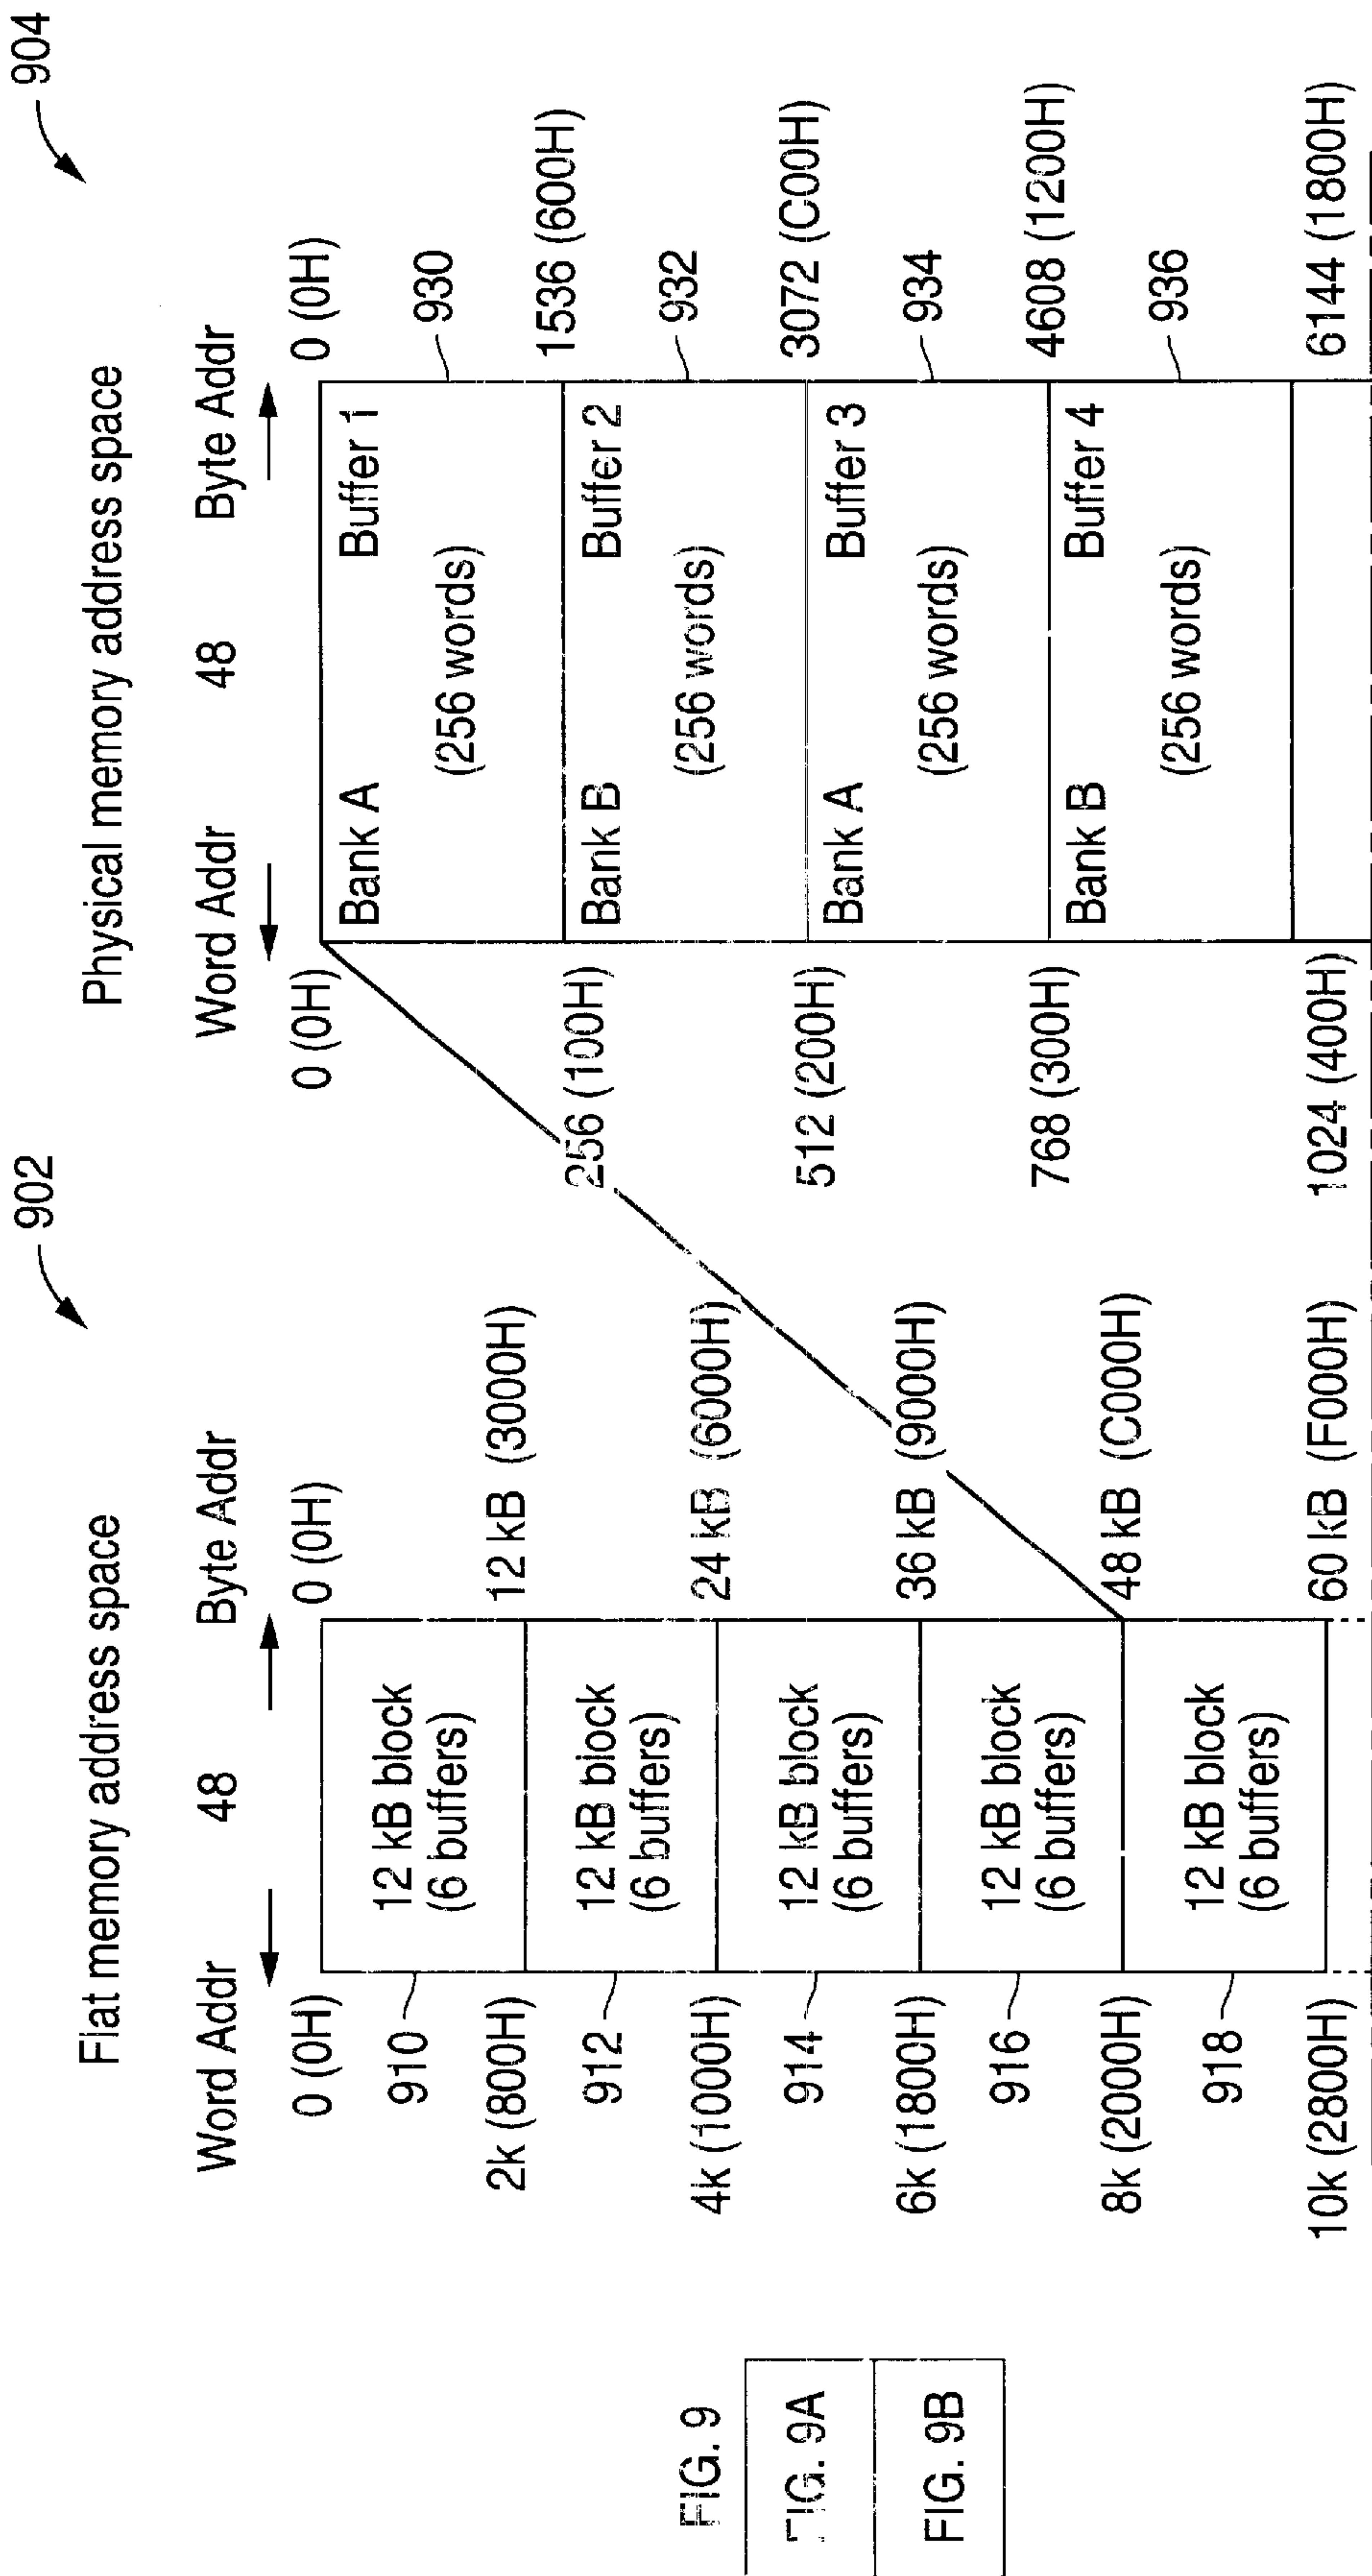 902
904
Flat memory address space
Physical memory address space
Word Addr 48 Byte Addr
Word Addr 48 Byte Addr
0 (0H)
0 (0H)
0 (0H)
0 (0H)
910
12 kB block
(6 buffers)
2k (800H)
12 kB (3000H)
912
12 kB block
(6 buffers)
4k (1000H)
24 kB (6000H)
914
12 kB block
(6 buffers)
6k (1800H)
36 kB (9000H)
916
12 kB block
(6 buffers)
8k (2000H)
48 kB (C000H)
918
12 kB block
(6 buffers)
10k (2800H)
60 kB (F000H)
Bank A Buffer 1
(256 words)
930
256 (100H)
1536 (600H)
Bank B Buffer 2
(256 words)
932
512 (200H)
3072 (C00H)
Bank A Buffer 3
(256 words)
934
768 (300H)
4608 (1200H)
Bank B Buffer 4
(256 words)
936
1024 (400H)
6144 (1800H)
FIG. 9
FIG. 9A
FIG. 9B